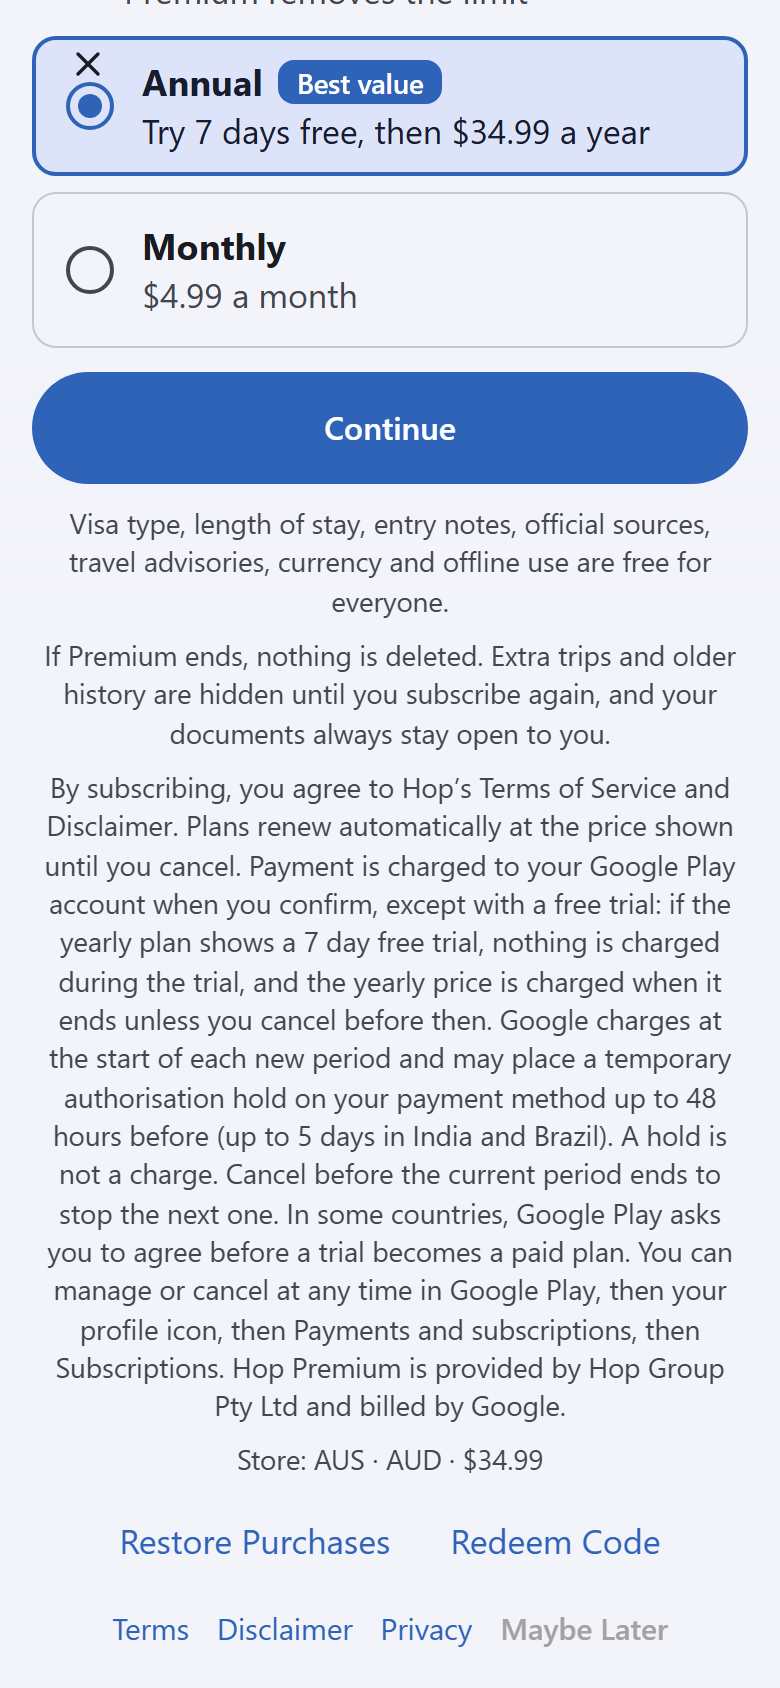 Premium removes the limit
Annual
Best value
Try 7 days free, then $34.99 a year
Monthly
$4.99 a month
Continue
Visa type, length of stay, entry notes, official sources,
travel advisories, currency and offline use are free for
everyone.
If Premium ends, nothing is deleted. Extra trips and older
history are hidden until you subscribe again, and your
documents always stay open to you.
By subscribing, you agree to Hop’s Terms of Service and
Disclaimer. Plans renew automatically at the price shown
until you cancel. Payment is charged to your Google Play
account when you confirm, except with a free trial: if the
yearly plan shows a 7 day free trial, nothing is charged
during the trial, and the yearly price is charged when it
ends unless you cancel before then. Google charges at
the start of each new period and may place a temporary
authorisation hold on your payment method up to 48
hours before (up to 5 days in India and Brazil). A hold is
not a charge. Cancel before the current period ends to
stop the next one. In some countries, Google Play asks
you to agree before a trial becomes a paid plan. You can
manage or cancel at any time in Google Play, then your
profile icon, then Payments and subscriptions, then
Subscriptions. Hop Premium is provided by Hop Group
Pty Ltd and billed by Google.
Store: AUS · AUD · $34.99
Restore Purchases
Redeem Code
Terms
Disclaimer
Privacy
Maybe Later